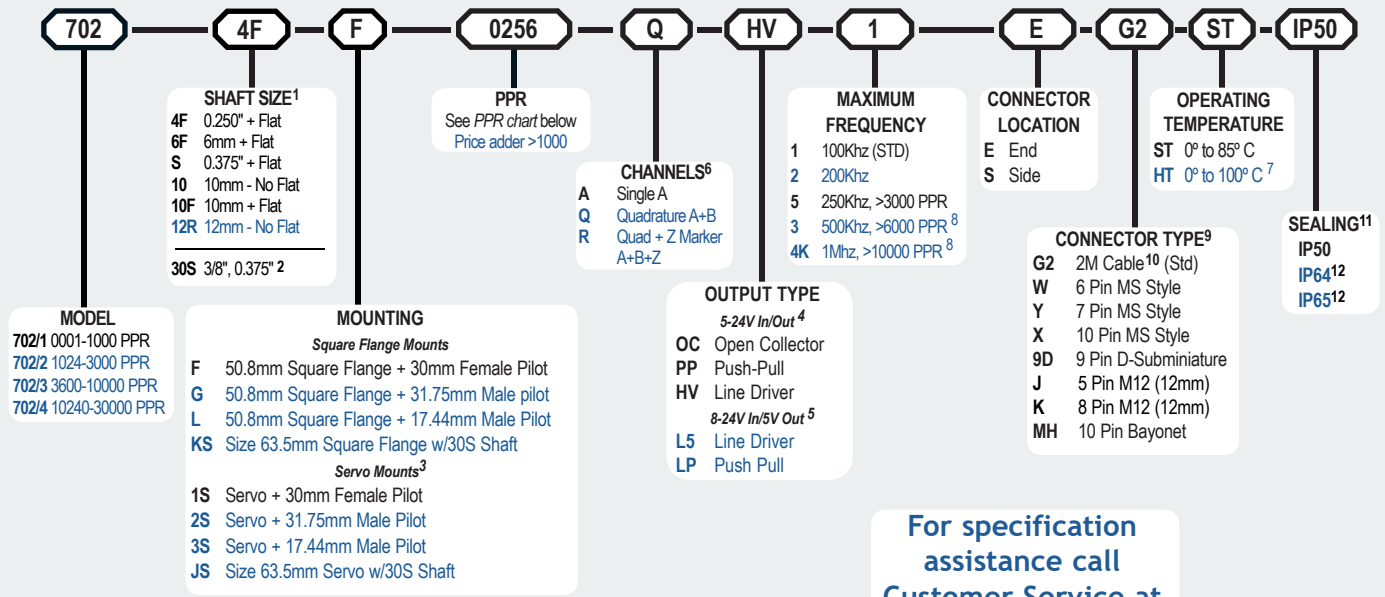 702 4F F 0256 Q HV 1 E G2 ST IP50
SHAFT SIZE1
4F 0.250" + Flat
6F 6mm + Flat
S 0.375" + Flat
10 10mm - No Flat
10F 10mm + Flat
12R 12mm - No Flat
30S 3/8", 0.375" 2
PPR
See PPR chart below
Price adder >1000
CHANNELS6
A Single A
Q Quadrature A+B
R Quad + Z Marker
A+B+Z
MAXIMUM
FREQUENCY
1 100Khz (STD)
2 200Khz
5 250Khz, >3000 PPR
3 500Khz, >6000 PPR 8
4K 1Mhz, >10000 PPR 8
CONNECTOR
LOCATION
E End
S Side
OPERATING
TEMPERATURE
ST 0º to 85º C
HT 0º to 100º C 7
SEALING11
IP50
IP6412
IP6512
MODEL
702/1 0001-1000 PPR
702/2 1024-3000 PPR
702/3 3600-10000 PPR
702/4 10240-30000 PPR
MOUNTING
Square Flange Mounts
F 50.8mm Square Flange + 30mm Female Pilot
G 50.8mm Square Flange + 31.75mm Male pilot
L 50.8mm Square Flange + 17.44mm Male Pilot
KS Size 63.5mm Square Flange w/30S Shaft
Servo Mounts3
1S Servo + 30mm Female Pilot
2S Servo + 31.75mm Male Pilot
3S Servo + 17.44mm Male Pilot
JS Size 63.5mm Servo w/30S Shaft
OUTPUT TYPE
5-24V In/Out 4
OC Open Collector
PP Push-Pull
HV Line Driver
8-24V In/5V Out 5
L5 Line Driver
LP Push Pull
CONNECTOR TYPE9
G2 2M Cable10 (Std)
W 6 Pin MS Style
Y 7 Pin MS Style
X 10 Pin MS Style
9D 9 Pin D-Subminiature
J 5 Pin M12 (12mm)
K 8 Pin M12 (12mm)
MH 10 Pin Bayonet
For specification
assistance call
Customer Service at